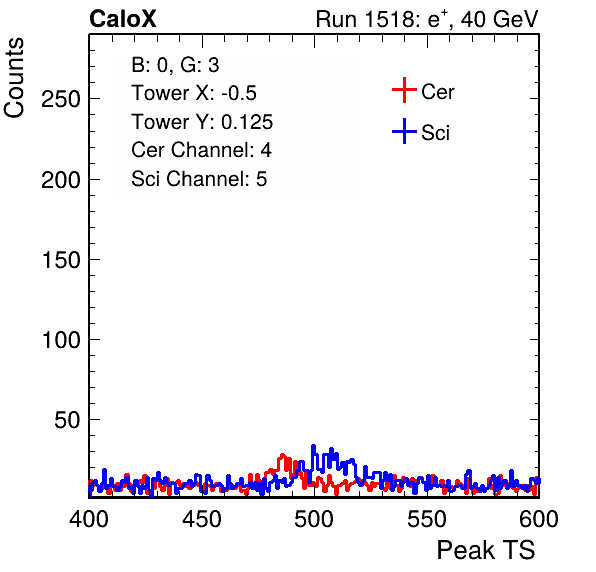 CaloX Run 1518: e⁺, 40 GeV
Counts
B: 0, G: 3
Tower X: -0.5
Tower Y: 0.125
Cer Channel: 4
Sci Channel: 5
Cer
Sci
250
200
150
100
50
400 450 500 550 600
Peak TS